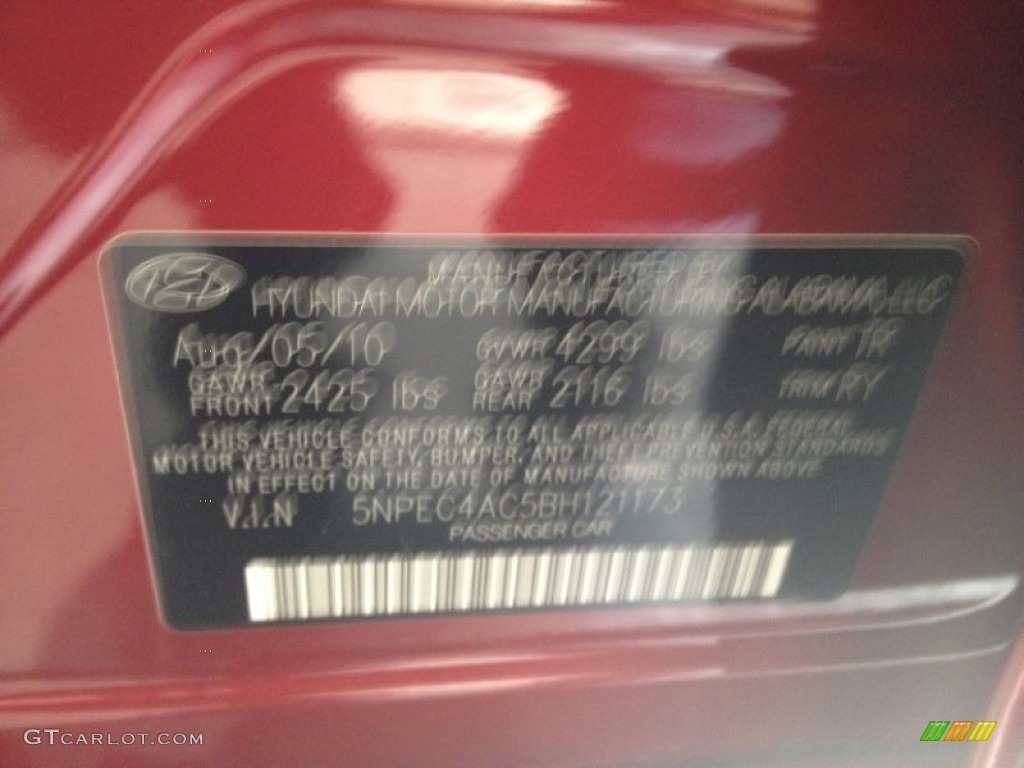 MANUFACTURED BY
HYUNDAI MOTOR MANUFACTURING ALABAMA, LLC
Aug/05/10 GVWR 4299 lbs PAINT TR
GAWR FRONT 2425 lbs GAWR REAR 2116 lbs TRIM RY
THIS VEHICLE CONFORMS TO ALL APPLICABLE U.S.A. FEDERAL
MOTOR VEHICLE SAFETY, BUMPER, AND THEFT PREVENTION STANDARDS
IN EFFECT ON THE DATE OF MANUFACTURE SHOWN ABOVE
V.I.N 5NPEC4AC5BH121173
PASSENGER CAR
GTCARLOT.COM